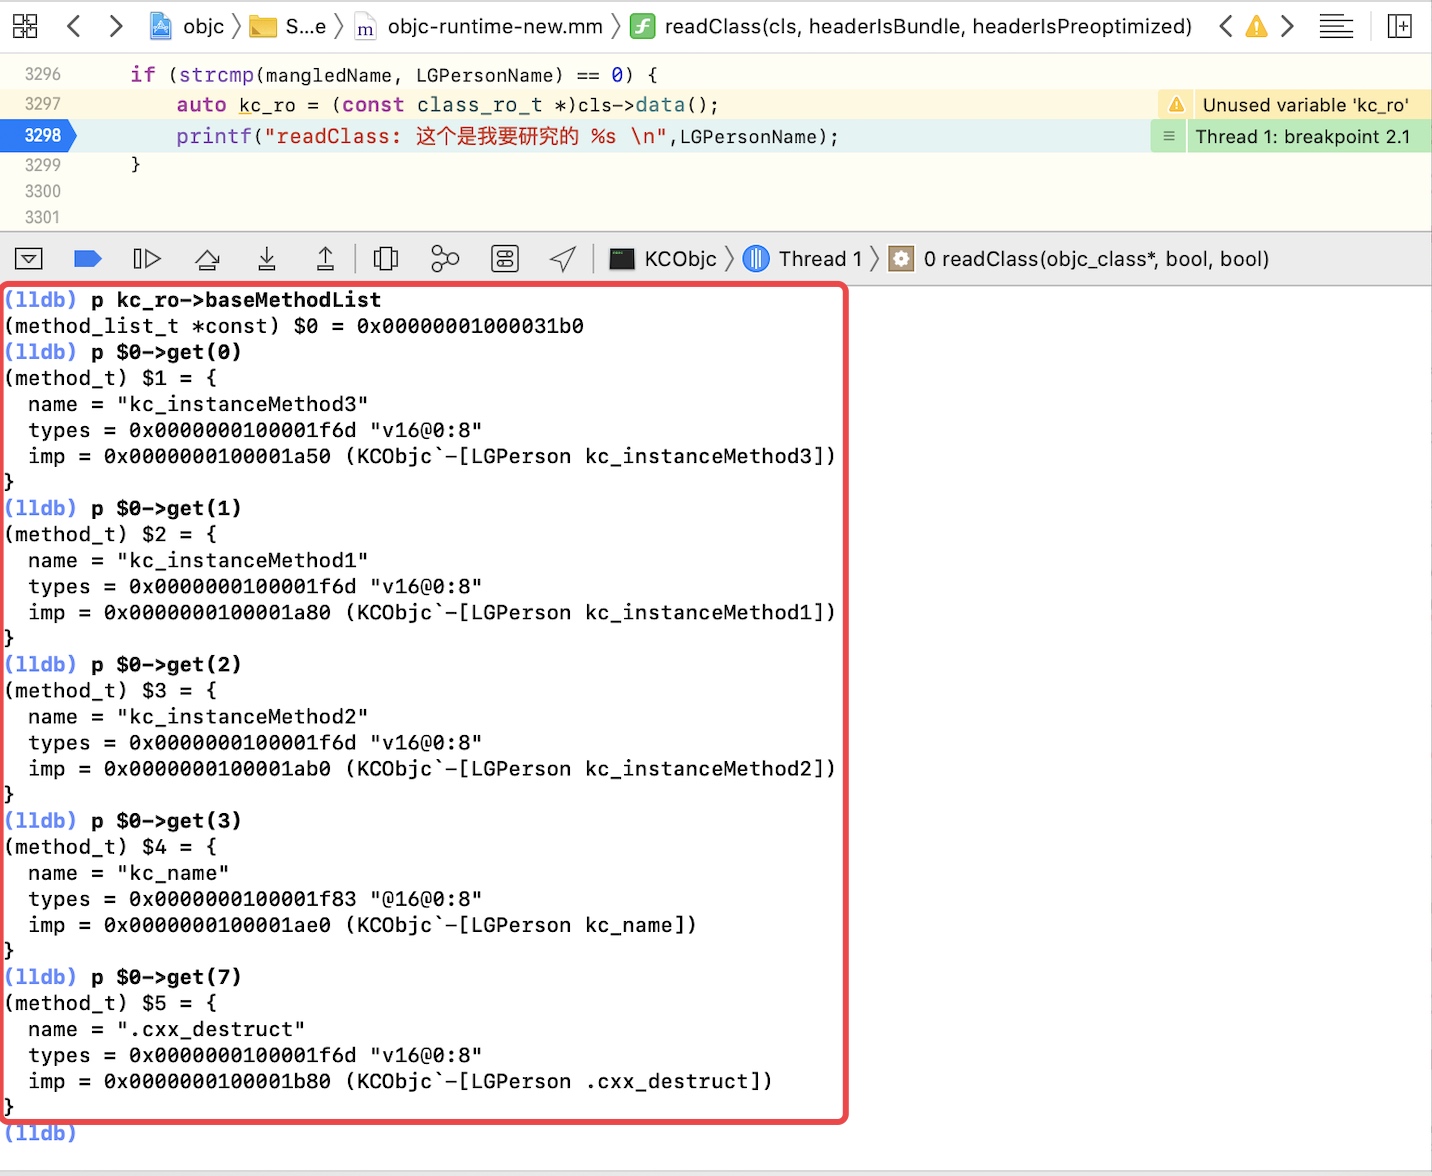 objc S...e m objc-runtime-new.mm f readClass(cls, headerIsBundle, headerIsPreoptimized)
3296 if (strcmp(mangledName, LGPersonName) == 0) {
3297 auto kc_ro = (const class_ro_t *)cls->data(); Unused variable 'kc_ro'
3298 printf("readClass: 这个是我要研究的 %s \n",LGPersonName); Thread 1: breakpoint 2.1
3299 }
3300
3301
KCObjc Thread 1 0 readClass(objc_class*, bool, bool)
(lldb) p kc_ro->baseMethodList
(method_list_t *const) $0 = 0x00000001000031b0
(lldb) p $0->get(0)
(method_t) $1 = {
  name = "kc_instanceMethod3"
  types = 0x0000000100001f6d "v16@0:8"
  imp = 0x0000000100001a50 (KCObjc`-[LGPerson kc_instanceMethod3])
}
(lldb) p $0->get(1)
(method_t) $2 = {
  name = "kc_instanceMethod1"
  types = 0x0000000100001f6d "v16@0:8"
  imp = 0x0000000100001a80 (KCObjc`-[LGPerson kc_instanceMethod1])
}
(lldb) p $0->get(2)
(method_t) $3 = {
  name = "kc_instanceMethod2"
  types = 0x0000000100001f6d "v16@0:8"
  imp = 0x0000000100001ab0 (KCObjc`-[LGPerson kc_instanceMethod2])
}
(lldb) p $0->get(3)
(method_t) $4 = {
  name = "kc_name"
  types = 0x0000000100001f83 "@16@0:8"
  imp = 0x0000000100001ae0 (KCObjc`-[LGPerson kc_name])
}
(lldb) p $0->get(7)
(method_t) $5 = {
  name = ".cxx_destruct"
  types = 0x0000000100001f6d "v16@0:8"
  imp = 0x0000000100001b80 (KCObjc`-[LGPerson .cxx_destruct])
}
(lldb)